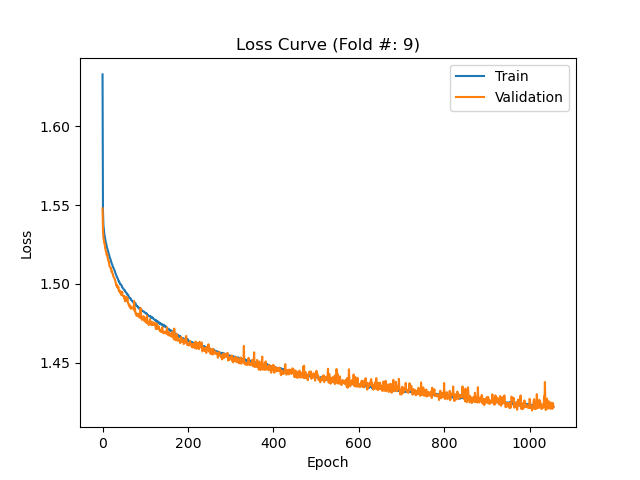 Loss Curve (Fold #: 9)
Train
Validation
1.60
1.55
1.50
1.45
Loss
0 200 400 600 800 1000
Epoch